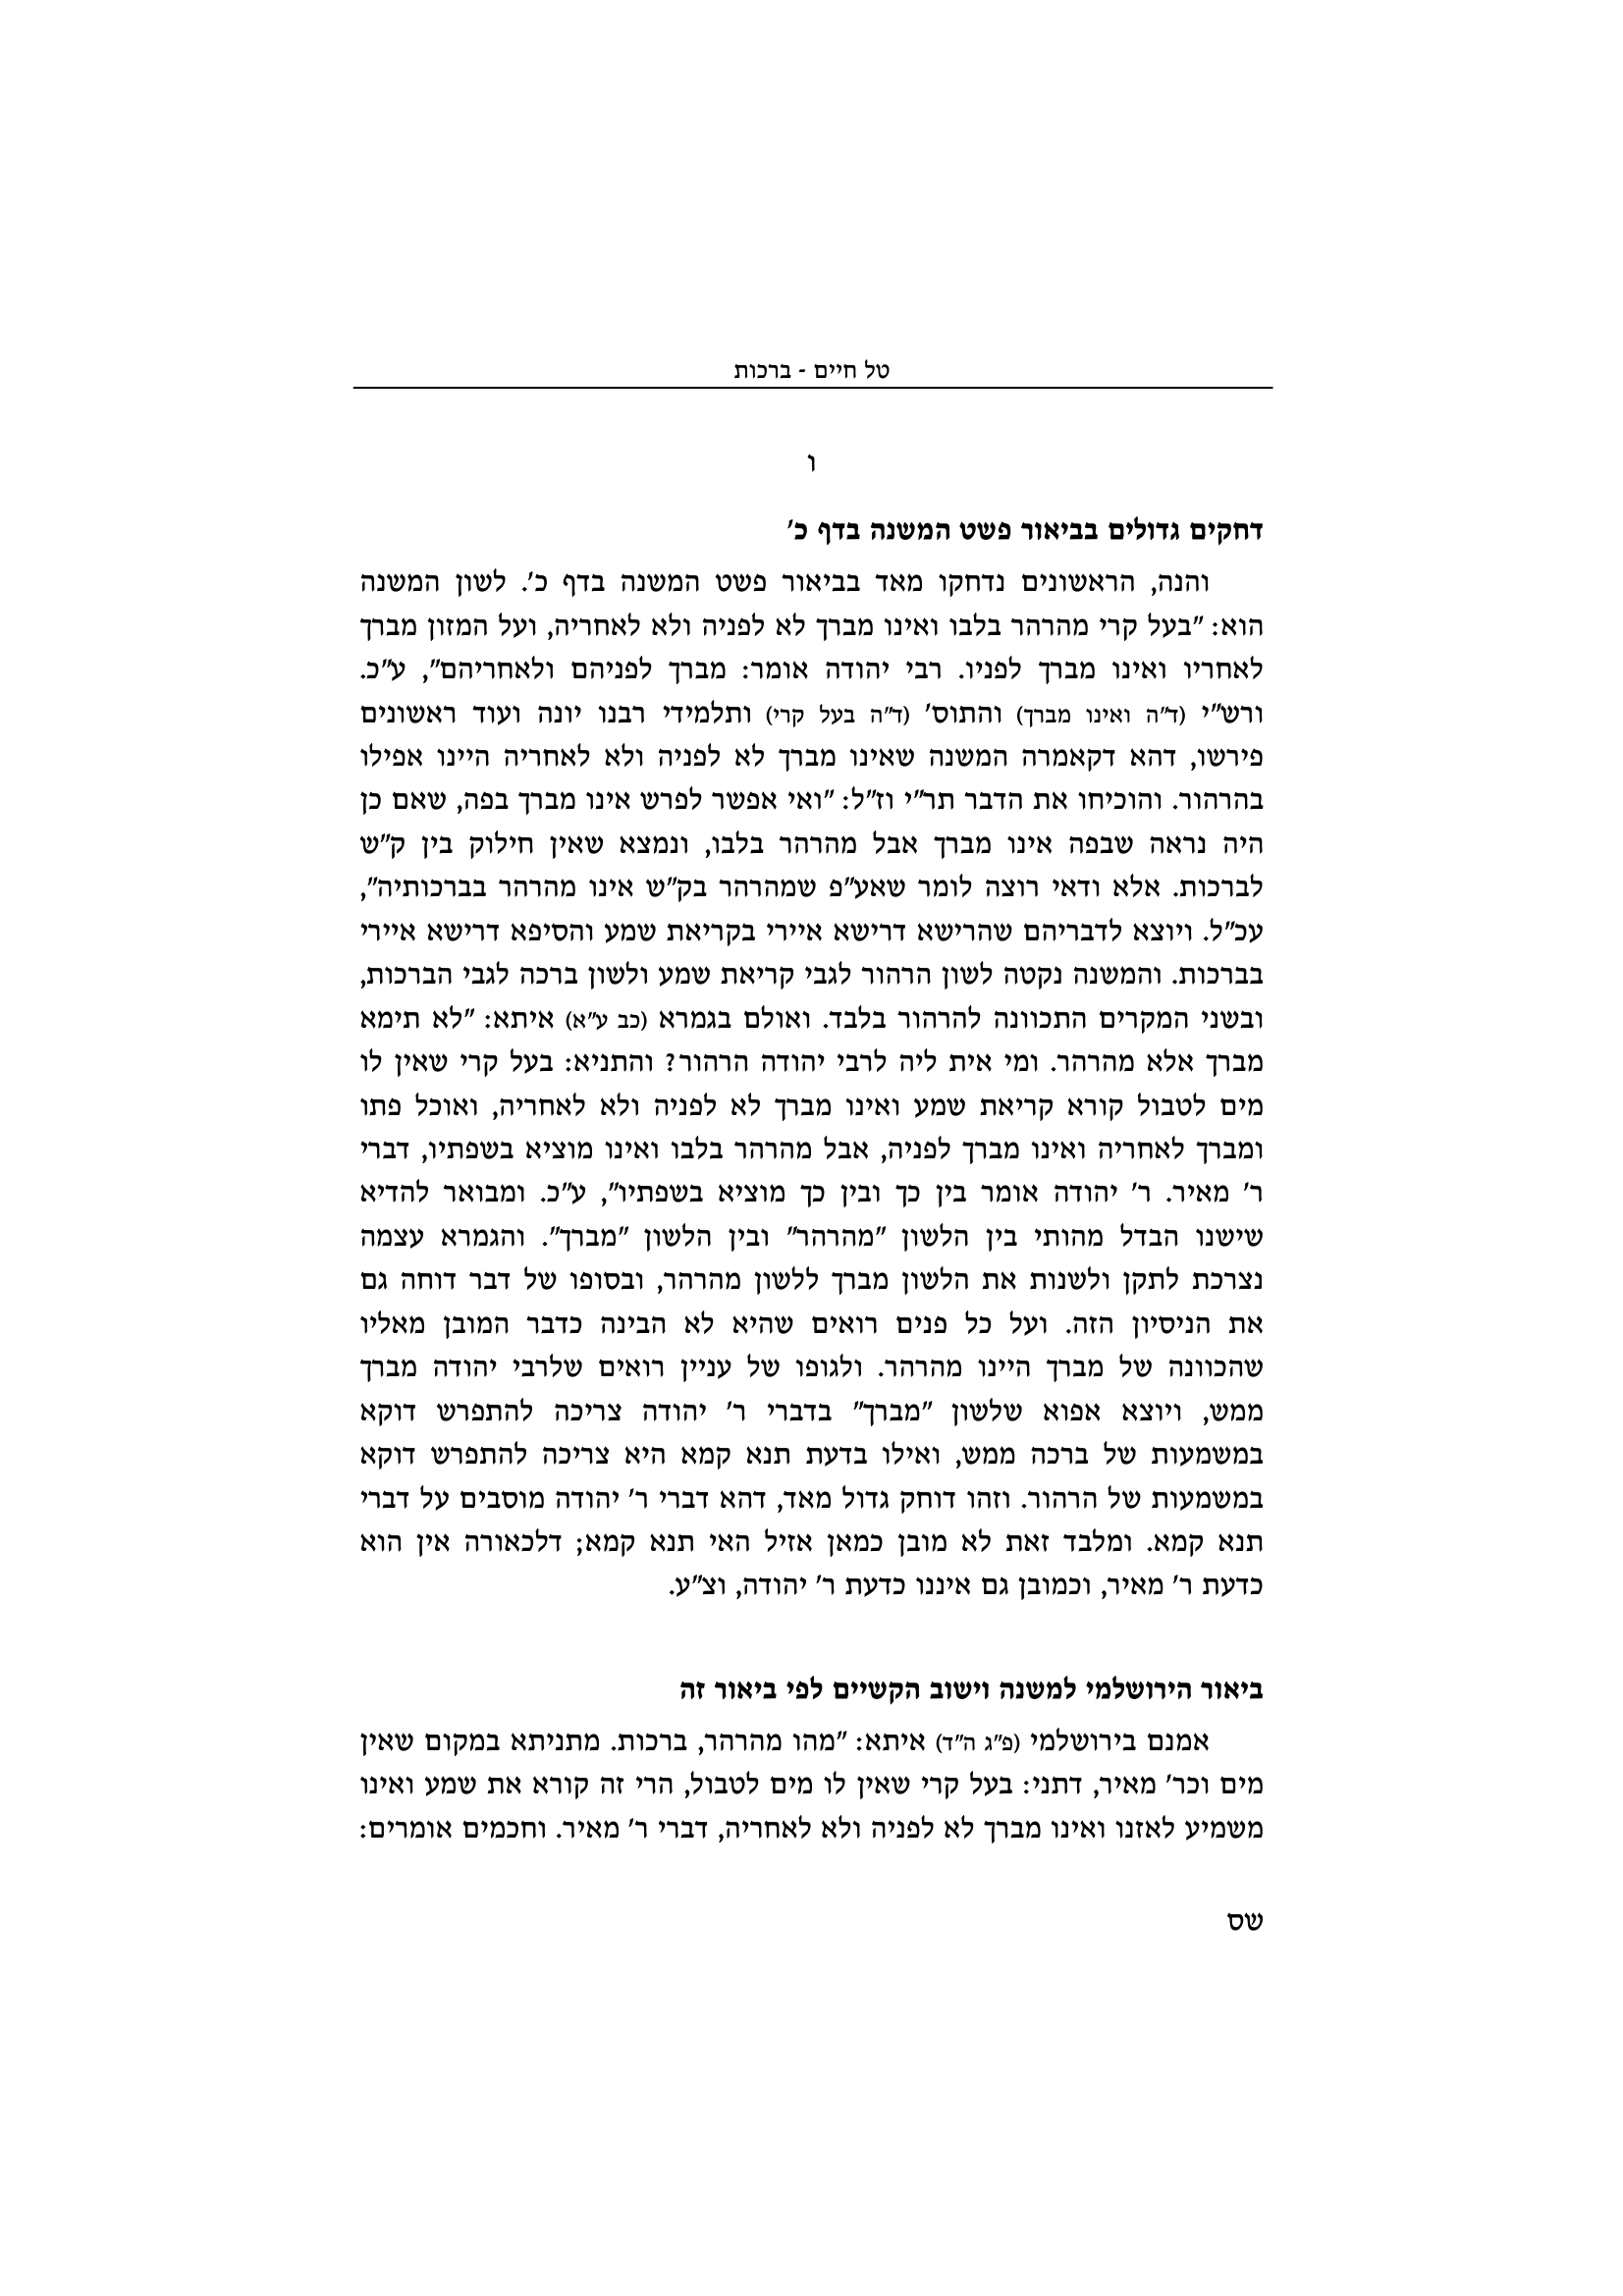 טל חיים - ברכות
ו
דחקים גדולים בביאור פשט המשנה בדף כ'
והנה, הראשונים נדחקו מאד בביאור פשט המשנה בדף כ'. לשון המשנה
הוא: "בעל קרי מהרהר בלבו ואינו מברך לא לפניה ולא לאחריה, ועל המזון מברך
לאחריו ואינו מברך לפניו. רבי יהודה אומר: מברך לפניהם ולאחריהם", ע"כ.
ורש"י (ד"ה ואינו מברך) והתוס' (ד"ה בעל קרי) ותלמידי רבנו יונה ועוד ראשונים
פירשו, דהא דקאמרה המשנה שאינו מברך לא לפניה ולא לאחריה היינו אפילו
בהרהור. והוכיחו את הדבר תר"י וז"ל: "ואי אפשר לפרש אינו מברך בפה, שאם כן
היה נראה שבפה אינו מברך אבל מהרהר בלבו, ונמצא שאין חילוק בין ק"ש
לברכות. אלא ודאי רוצה לומר שאע"פ שמהרהר בק"ש אינו מהרהר בברכותיה",
עכ"ל. ויוצא לדבריהם שהרישא דרישא איירי בקריאת שמע והסיפא דרישא איירי
בברכות. והמשנה נקטה לשון הרהור לגבי קריאת שמע ולשון ברכה לגבי הברכות,
ובשני המקרים התכוונה להרהור בלבד. ואולם בגמרא (כב ע"א) איתא: "לא תימא
מברך אלא מהרהר. ומי אית ליה לרבי יהודה הרהור? והתניא: בעל קרי שאין לו
מים לטבול קורא קריאת שמע ואינו מברך לא לפניה ולא לאחריה, ואוכל פתו
ומברך לאחריה ואינו מברך לפניה, אבל מהרהר בלבו ואינו מוציא בשפתיו, דברי
ר' מאיר. ר' יהודה אומר בין כך ובין כך מוציא בשפתיו", ע"כ. ומבואר להדיא
שישנו הבדל מהותי בין הלשון "מהרהר" ובין הלשון "מברך". והגמרא עצמה
נצרכת לתקן ולשנות את הלשון מברך ללשון מהרהר, ובסופו של דבר דוחה גם
את הניסיון הזה. ועל כל פנים רואים שהיא לא הבינה כדבר המובן מאליו
שהכוונה של מברך היינו מהרהר. ולגופו של עניין רואים שלרבי יהודה מברך
ממש, ויוצא אפוא שלשון "מברך" בדברי ר' יהודה צריכה להתפרש דוקא
במשמעות של ברכה ממש, ואילו בדעת תנא קמא היא צריכה להתפרש דוקא
במשמעות של הרהור. וזהו דוחק גדול מאד, דהא דברי ר' יהודה מוסבים על דברי
תנא קמא. ומלבד זאת לא מובן כמאן אזיל האי תנא קמא; דלכאורה אין הוא
כדעת ר' מאיר, וכמובן גם איננו כדעת ר' יהודה, וצ"ע.
ביאור הירושלמי למשנה וישוב הקשיים לפי ביאור זה
אמנם בירושלמי (פ"ג ה"ד) איתא: "מהו מהרהר, ברכות. מתניתא במקום שאין
מים וכר' מאיר, דתני: בעל קרי שאין לו מים לטבול, הרי זה קורא את שמע ואינו
משמיע לאזנו ואינו מברך לא לפניה ולא לאחריה, דברי ר' מאיר. וחכמים אומרים:
שס